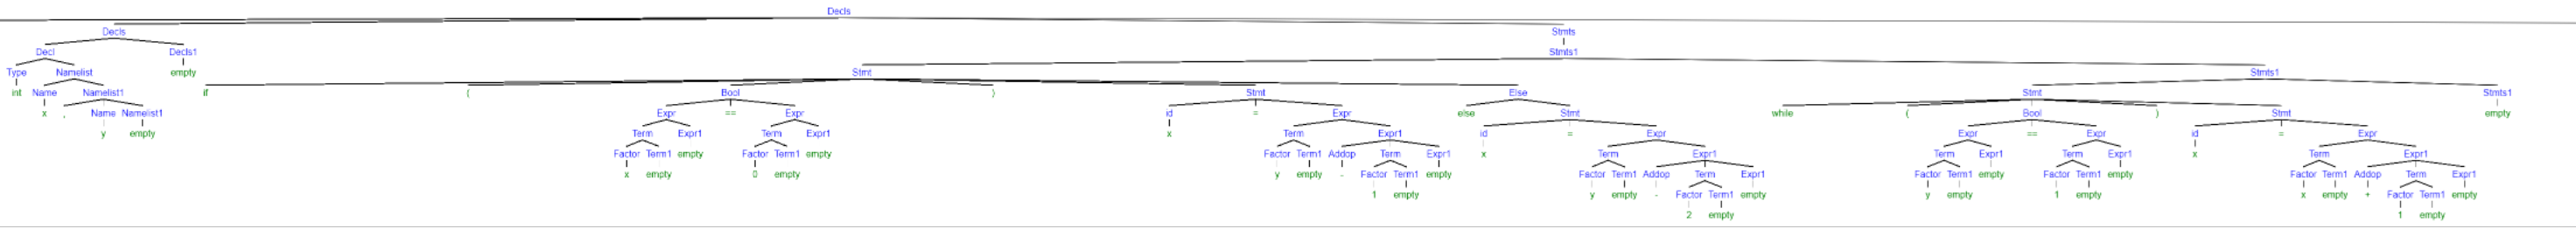 Decls
Decls Stmts
Decl Decls1 Stmts1
Type Namelist empty Stmt Stmts1
int Name Namelist1 if ( Bool ) Stmt Else Stmt Stmts1
x , Name Namelist1 Expr == Expr id = Expr else Stmt while ( Bool ) Stmt empty
y empty Term Expr1 Term Expr1 x Term Expr1 id = Expr Expr == Expr id = Expr
Factor Term1 empty Factor Term1 empty Factor Term1 Addop Term Expr1 x Term Expr1 Term Expr1 Term Expr1 x Term Expr1
x empty 0 empty y empty - Factor Term1 empty Factor Term1 Addop Term Expr1 Factor Term1 empty Factor Term1 empty Factor Term1 Addop Term Expr1
1 empty y empty - Factor Term1 empty y empty 1 empty x empty + Factor Term1 empty
2 empty 1 empty